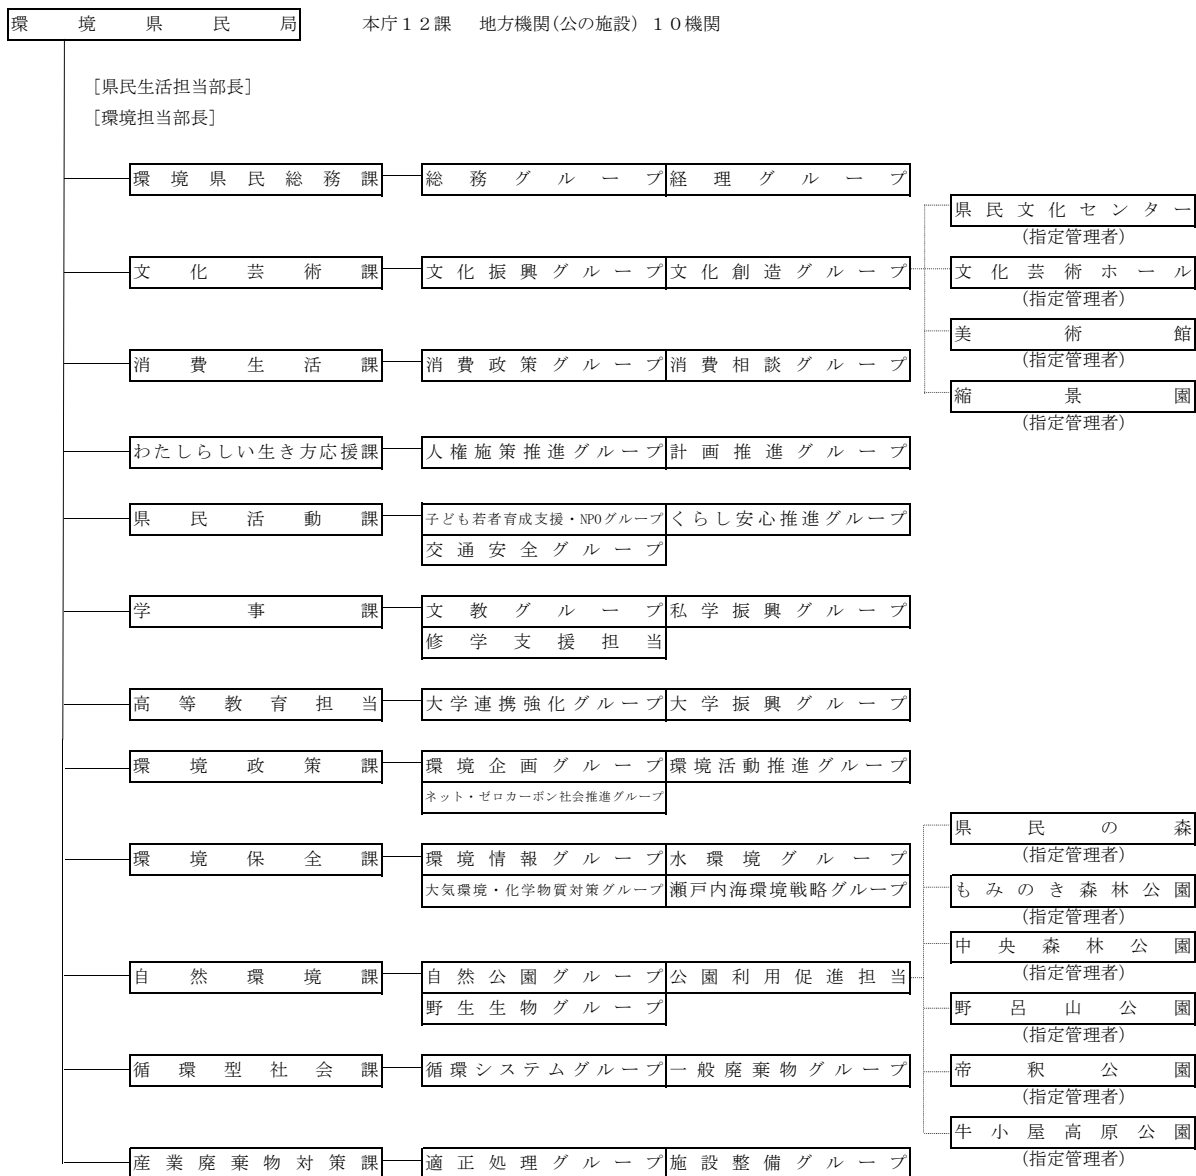 環境県民局 本庁12課 地方機関(公の施設) 10機関
[県民生活担当部長]
[環境担当部長]
環境県民総務課 総務グループ 経理グループ
県民文化センター
(指定管理者)
文化芸術課 文化振興グループ 文化創造グループ 文化芸術ホール
(指定管理者)
美術館
(指定管理者)
消費生活課 消費政策グループ 消費相談グループ
縮景園
(指定管理者)
わたしらしい生き方応援課 人権施策推進グループ 計画推進グループ
県民活動課 子ども若者育成支援・NPOグループ くらし安心推進グループ
交通安全グループ
学事課 文教グループ 私学振興グループ
修学支援担当
高等教育担当 大学連携強化グループ 大学振興グループ
環境政策課 環境企画グループ 環境活動推進グループ
ネット・ゼロカーボン社会推進グループ
県民の森
(指定管理者)
環境保全課 環境情報グループ 水環境グループ
大気環境・化学物質対策グループ 瀬戸内海環境戦略グループ もみのき森林公園
(指定管理者)
中央森林公園
(指定管理者)
自然環境課 自然公園グループ 公園利用促進担当
野生生物グループ 野呂山公園
(指定管理者)
循環型社会課 循環システムグループ 一般廃棄物グループ 帝釈公園
(指定管理者)
牛小屋高原公園
(指定管理者)
産業廃棄物対策課 適正処理グループ 施設整備グループ